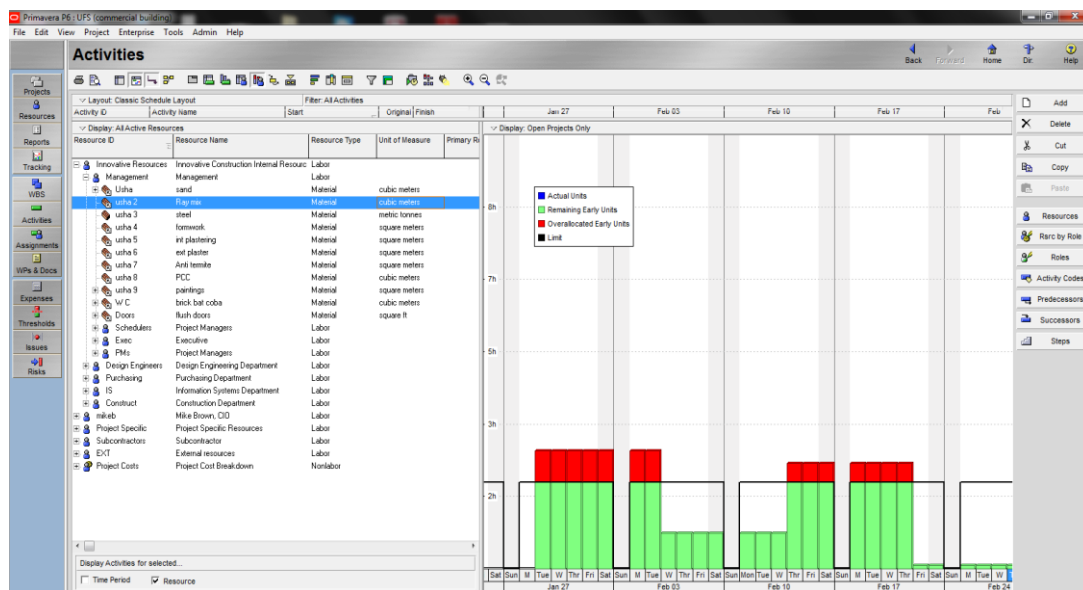 Primavera P6 : UFS (commercial building)
File Edit View Project Enterprise Tools Admin Help
Activities
Back Forward Home Dir. Help
Projects
Resources
Reports
Tracking
WBS
Activities
Assignments
WPs & Docs
Expenses
Thresholds
Issues
Risks
Layout: Classic Schedule Layout Filter: All Activities
Activity ID Activity Name Start Original Finish
Display: All Active Resources
Resource ID Resource Name Resource Type Unit of Measure Primary R
Innovative Resources Innovative Construction Internal Resourc Labor
Management Management Labor
Usha sand Material cubic meters
usha 2 Ray mix Material cubic meters
usha 3 steel Material metric tonnes
usha 4 formwork. Material square meters
usha 5 int plastering Material square meters
usha 6 ext plaster Material square meters
usha 7 Anti termite Material square meters
usha 8 PCC Material cubic meters
usha 9 paintings Material square meters
W C brick bat coba Material cubic meters
Doors flush doors Material square ft
Schedulers Project Managers Labor
Exec Executive Labor
PMs Project Managers Labor
Design Engineers Design Engineering Department Labor
Purchasing Purchasing Department Labor
IS Information Systems Department Labor
Construct Construction Department Labor
mikeb Mike Brown, CIO Labor
Project Specific Project Specific Resources Labor
Subcontractors Subcontractor Labor
EXT External resources Labor
Project Costs Project Cost Breakdown Nonlabor
Display Activities for selected...
Time Period Resource
Jan 27 Feb 03 Feb 10 Feb 17 Feb
Display: Open Projects Only
Actual Units
Remaining Early Units
Overallocated Early Units
Limit
8h
7h
5h
3h
2h
Sat Sun M Tue W Thr Fri Sat Sun M Tue W Thr Fri Sat Sun Mon Tue W Thr Fri Sat Sun M Tue W Thr Fri Sat Sun M Tue W
Jan 27 Feb 03 Feb 10 Feb 17 Feb 24
Add
Delete
Cut
Copy
Paste
Resources
Rsrc by Role
Roles
Activity Codes
Predecessors
Successors
Steps